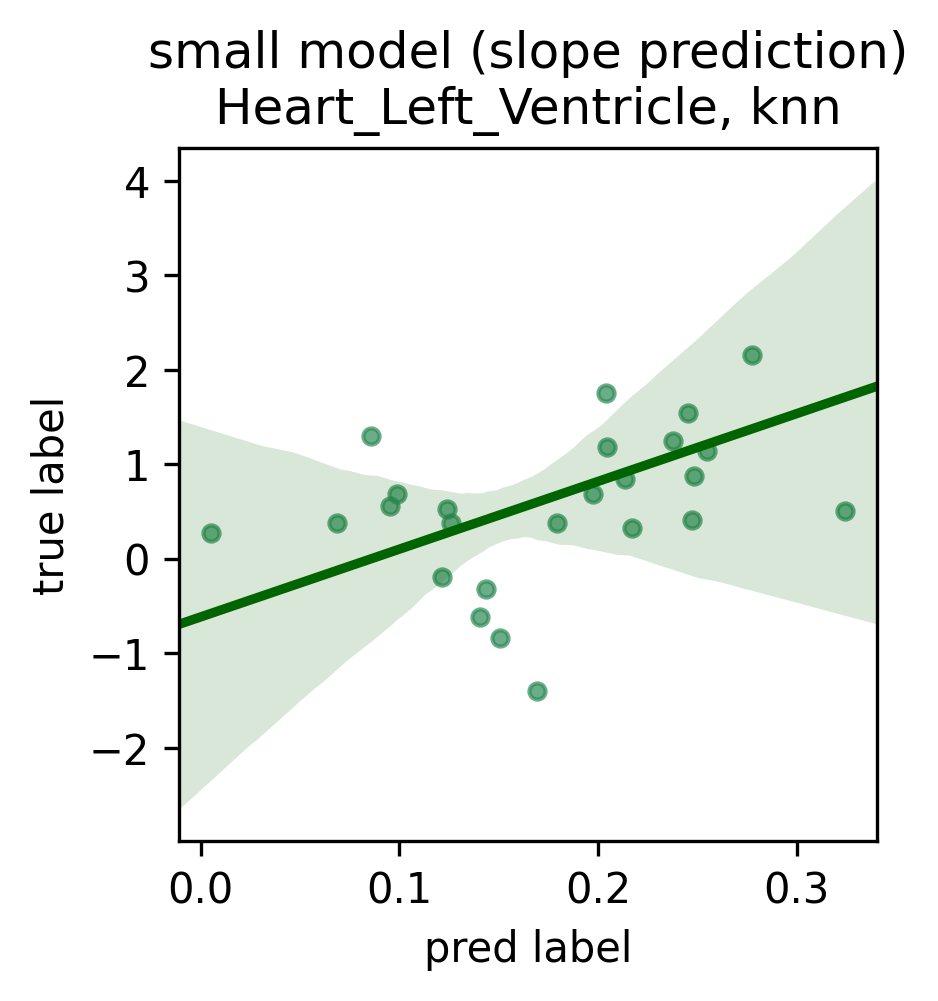 small model (slope prediction)
Heart_Left_Ventricle, knn
4
3
2
1
0
−1
−2
true label
0.0 0.1 0.2 0.3
pred label